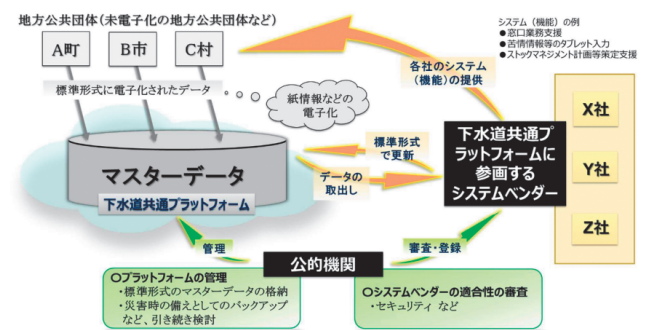 地方公共団体(未電子化の地方公共団体など)
A町
B市
C村
標準形式に電子化されたデータ
紙情報などの
電子化
マスターデータ
下水道共通プラットフォーム
各社のシステム
(機能)の提供
標準形式
で更新
データの
取出し
システム(機能)の例
●窓口業務支援
●苦情情報等のタブレット入力
●ストックマネジメント計画等策定支援
下水道共通プ
ラットフォームに
参画する
システムベンダー
X社
Y社
Z社
管理
公的機関
審査・登録
〇プラットフォームの管理
・標準形式のマスターデータの格納
・災害時の備えとしてのバックアップ
など、引き続き検討
〇システムベンダーの適合性の審査
・セキュリティ など